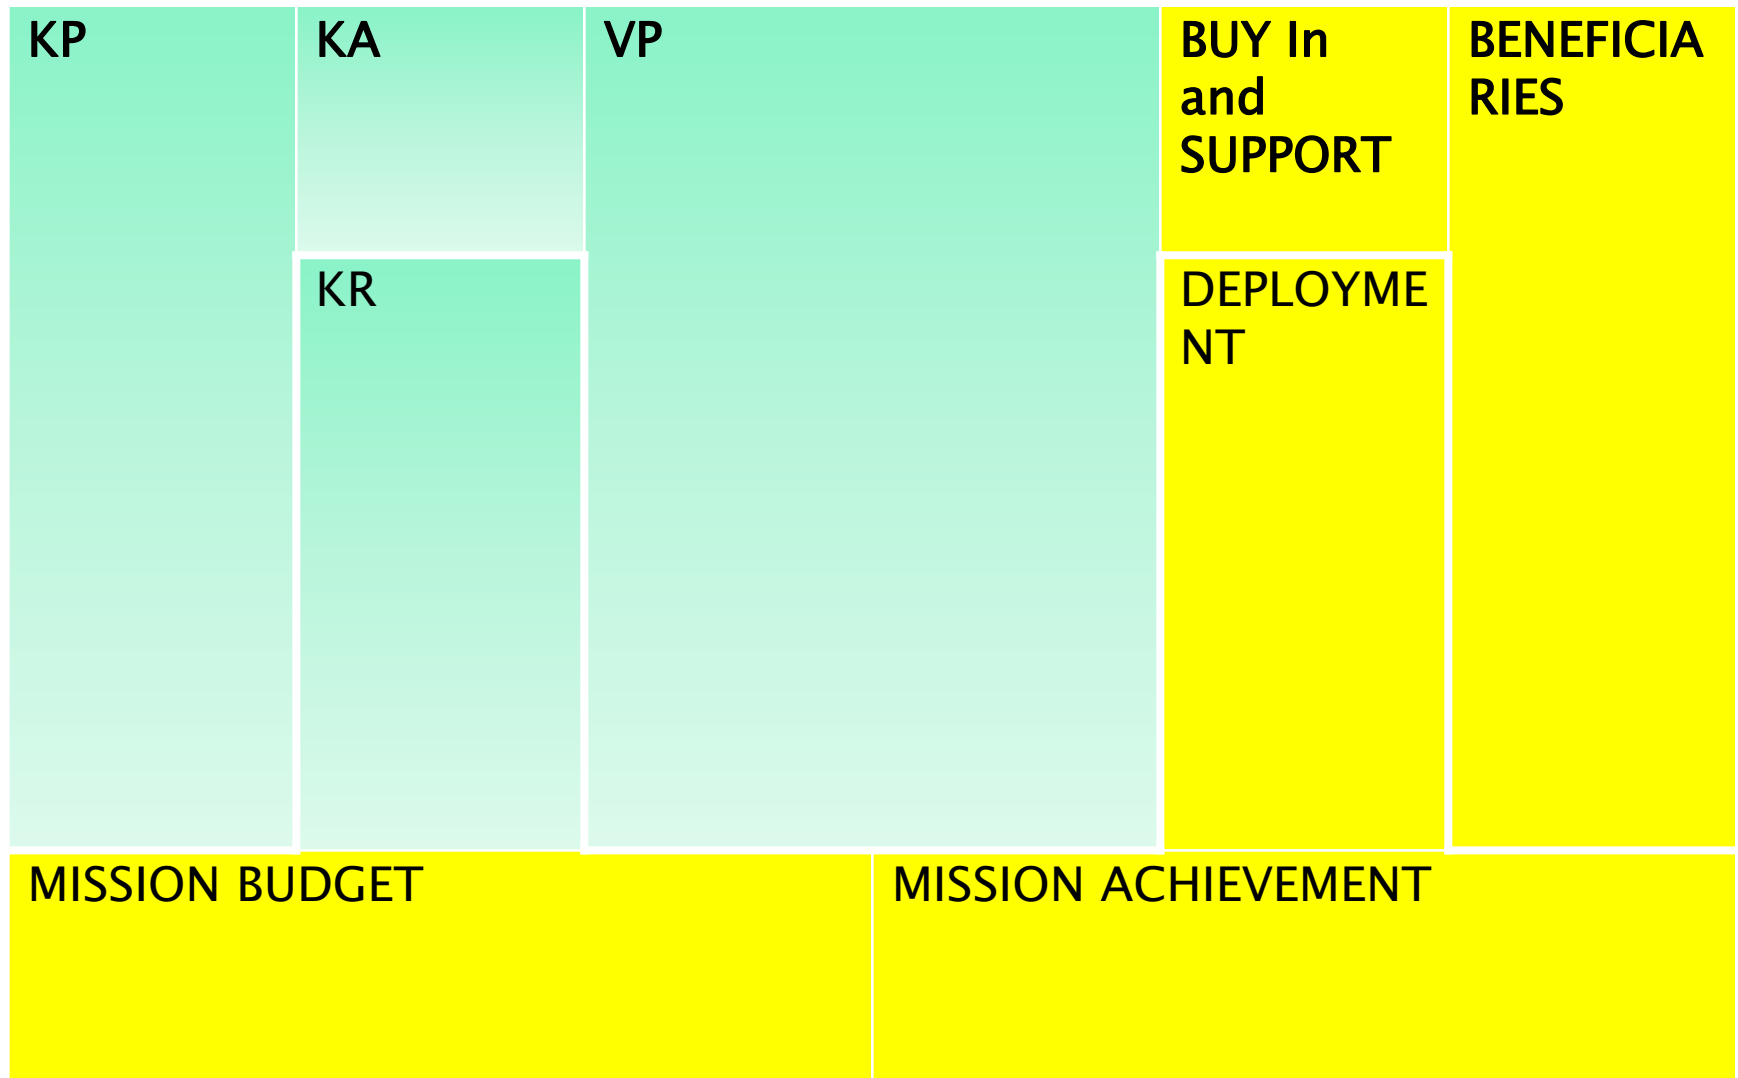 KP
KA
VP
BUY In
and
SUPPORT
BENEFICIA
RIES
KR
DEPLOYME
NT
MISSION BUDGET
MISSION ACHIEVEMENT